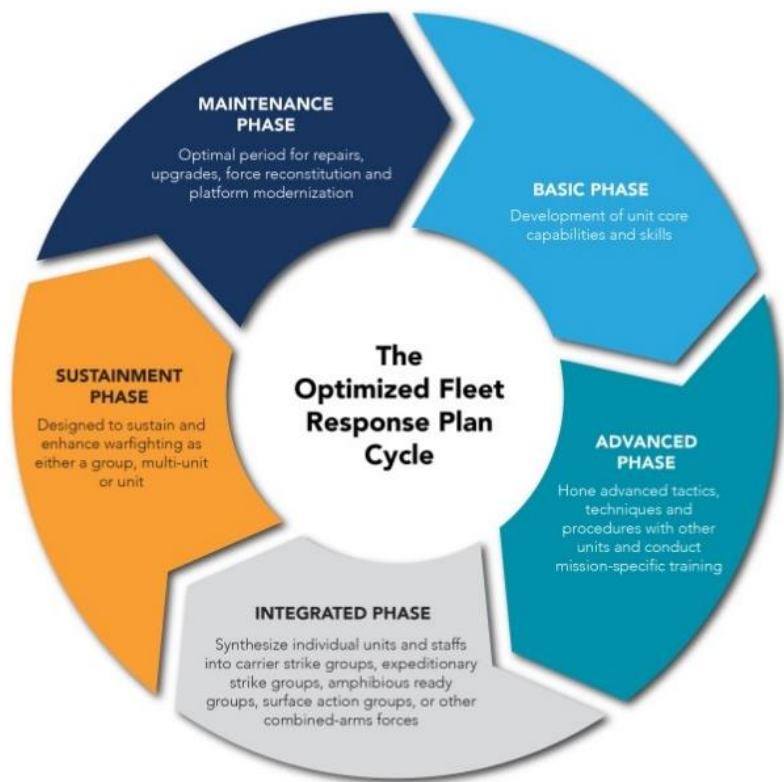 The
Optimized Fleet
Response Plan
Cycle
MAINTENANCE
PHASE
Optimal period for repairs,
upgrades, force reconstitution and
platform modernization
BASIC PHASE
Development of unit core
capabilities and skills
ADVANCED
PHASE
Hone advanced tactics,
techniques and
procedures with other
units and conduct
mission-specific training
INTEGRATED PHASE
Synthesize individual units and staffs
into carrier strike groups, expeditionary
strike groups, amphibious ready
groups, surface action groups, or other
combined-arms forces
SUSTAINMENT
PHASE
Designed to sustain and
enhance warfighting as
either a group, multi-unit
or unit